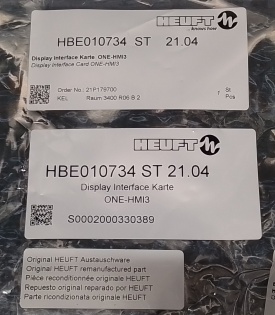 HEUFT
HBE010734 ST 21.04
Display Interface Karte ONE-HMI3
Display Interface Card ONE-HMI3
Order No.: 21P179700
KEL Raum 3400 R06 B 2
r St
Pos
HEUFT
HBE010734 ST 21.04
Display Interface Karte
ONE-HMI3
S0002000330389
Original HEUFT Austauschware
Original HEUFT remanufactured part
Pièce reconditionnée originale HEUFT
Repuesto original reparado por HEUFT
Parte ricondizionata originale HEUFT